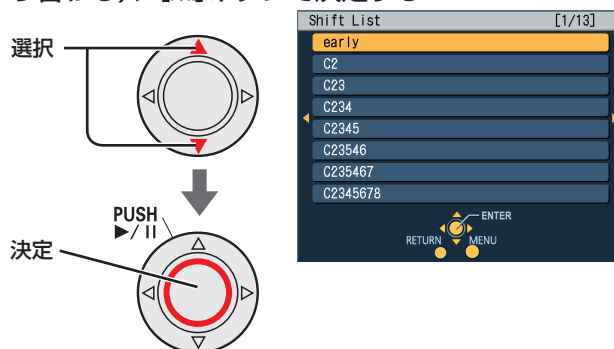 選択
PUSH
▶/II
決定
Shift List [1/13]
early
C2
C23
C234
C2345
C23546
C235467
C2345678
ENTER
RETURN
MENU